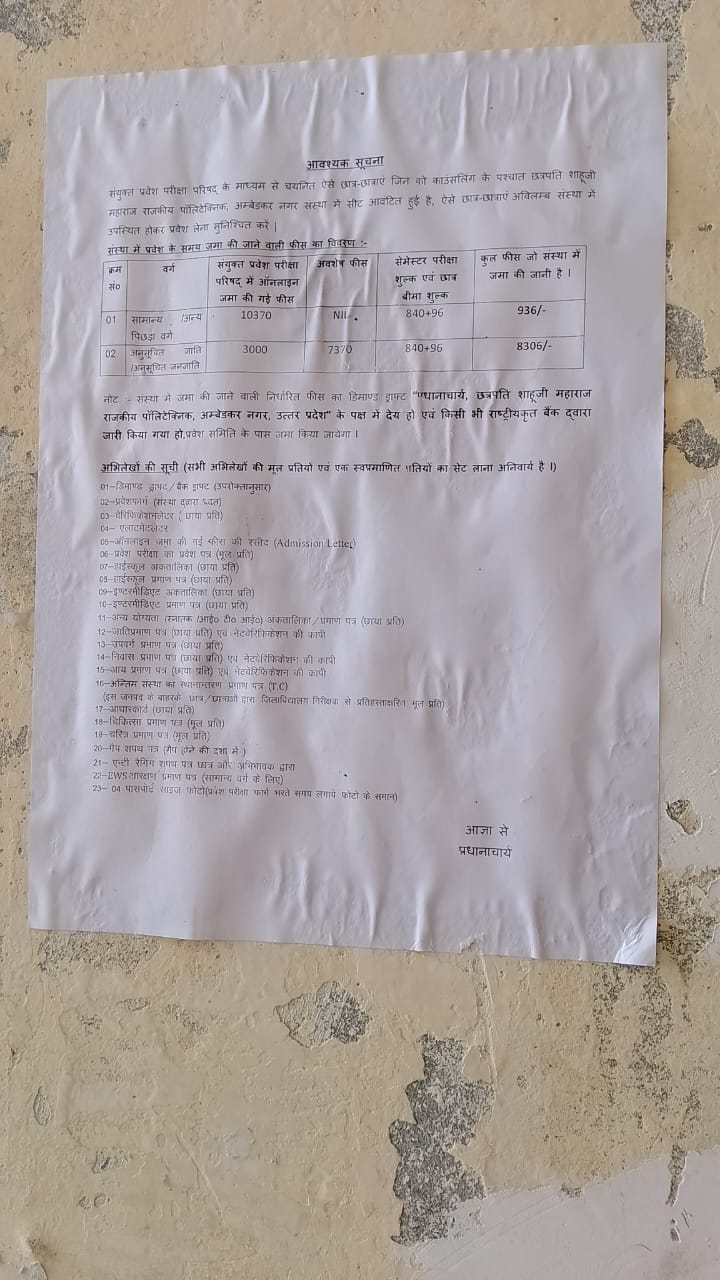 आवश्यक सूचना
संयुक्त प्रवेश परीक्षा परिषद् के माध्यम से चयनित ऐसे छात्र-छात्राएं जिन को काउंसलिंग के पश्चात छत्रपति शाहूजी
महाराज राजकीय पॉलिटेक्निक, अम्बेडकर नगर संस्था में सीट आवंटित हुई है, ऐसे छात्र-छात्राएं अविलम्ब संस्था में
उपस्थित होकर प्रवेश लेना सुनिश्चित करें |
संस्था में प्रवेश के समय जमा की जाने वाली फीस का विवरण :-
क्रम सं० वर्ग संयुक्त प्रवेश परीक्षा परिषद् में ऑनलाइन जमा की गई फीस अवशेष फीस सेमेस्टर परीक्षा शुल्क एवं छात्र बीमा शुल्क कुल फीस जो संस्था में जमा की जानी है |
01 सामान्य /अन्य पिछड़ा वर्ग 10370 NIL 840+96 936/-
02 अनुसूचित जाति /अनुसूचित जनजाति 3000 7370 840+96 8306/-
नोट :- संस्था में जमा की जाने वाली निर्धारित फीस का डिमाण्ड ड्राफ्ट "प्रधानाचार्य, छत्रपति शाहूजी महाराज
राजकीय पॉलिटेक्निक, अम्बेडकर नगर, उत्तर प्रदेश" के पक्ष में देय हो एवं किसी भी राष्ट्रीयकृत बैंक द्वारा
जारी किया गया हो,प्रवेश समिति के पास जमा किया जायेगा |
अभिलेखों की सूची (सभी अभिलेखों की मूल प्रतियों एवं एक स्वप्रमाणित प्रतियों का सेट लाना अनिवार्य है |)
01–डिमाण्ड ड्राफ्ट/बैंक ड्राफ्ट (उपरोक्तानुसार)
02–प्रवेशफार्म (संस्था द्वारा प्रदत)
03–वेरिफिकेशनलेटर ( छाया प्रति)
04– एलाटमेंटलेटर
05–ऑनलाइन जमा की गई फीस की रसीद (Admission Letter)
06–प्रवेश परीक्षा का प्रवेश पत्र (मूल प्रति)
07–हाईस्कूल अंकतालिका (छाया प्रति)
08–हाईस्कूल प्रमाण पत्र (छाया प्रति)
09–इण्टरमीडिएट अंकतालिका (छाया प्रति)
10–इण्टरमीडिएट प्रमाण पत्र (छाया प्रति)
11–अन्य योग्यता (स्नातक /आई० टी० आई०) अंकतालिका/प्रमाण पत्र (छाया प्रति)
12–जातिप्रमाण पत्र (छाया प्रति) एवं नेटवेरिफिकेशन की कापी
13–उपवर्ग प्रमाण पत्र (छाया प्रति)
14–निवास प्रमाण पत्र (छाया प्रति) एवं नेटवेरिफिकेशन की कापी
15–आय प्रमाण पत्र (छाया प्रति) एवं नेटवेरिफिकेशन की कापी
16–अन्तिम संस्था का स्थानान्तरण प्रमाण पत्र (T.C)
(इस जनपद के बाहरके छात्र/छात्राओं द्वारा जिलाविद्यालय निरीक्षक से प्रतिहस्ताक्षरित मूल प्रति)
17–आधारकार्ड (छाया प्रति)
18–चिकित्सा प्रमाण पत्र (मूल प्रति)
19–चरित्र प्रमाण पत्र (मूल प्रति)
20–गैप शपथ पत्र (गैप होने की दशा में )
21– एन्टी रैगिंग शपथ पत्र छात्र और अभिभावक द्वारा
22–EWSआरक्षण प्रमाण पत्र (सामान्य वर्ग के लिए)
23– 04 पासपोर्ट साइज फोटो(प्रवेश परीक्षा फार्म भरते समय लगाये फोटो के समान)
आज्ञा से
प्रधानाचार्य